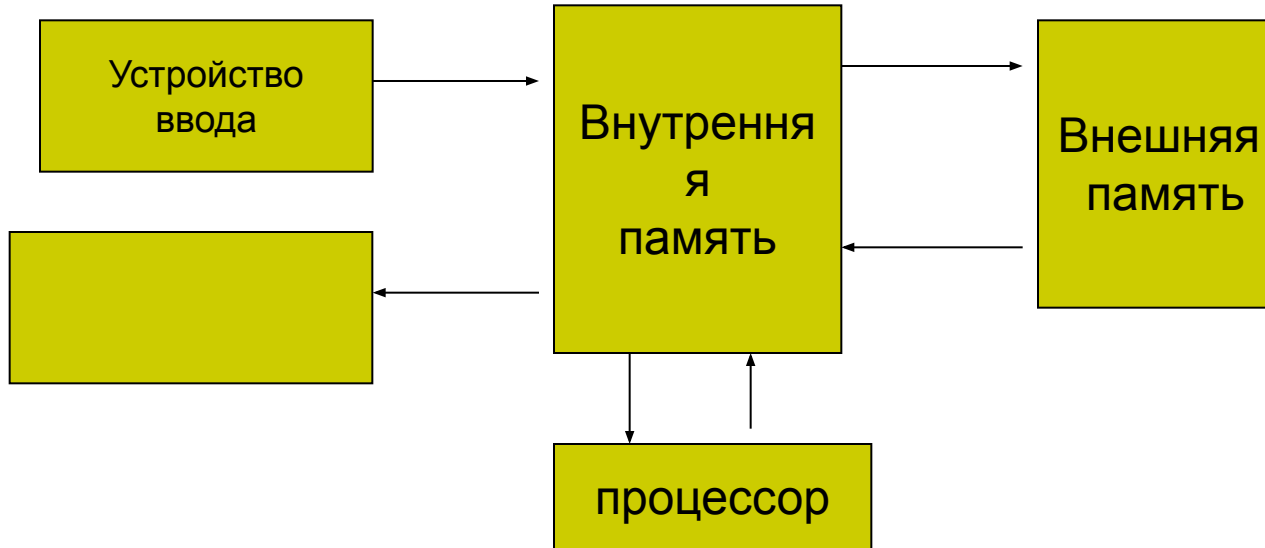 Устройство
ввода
Внутрення
я
память
Внешняя
память
процессор